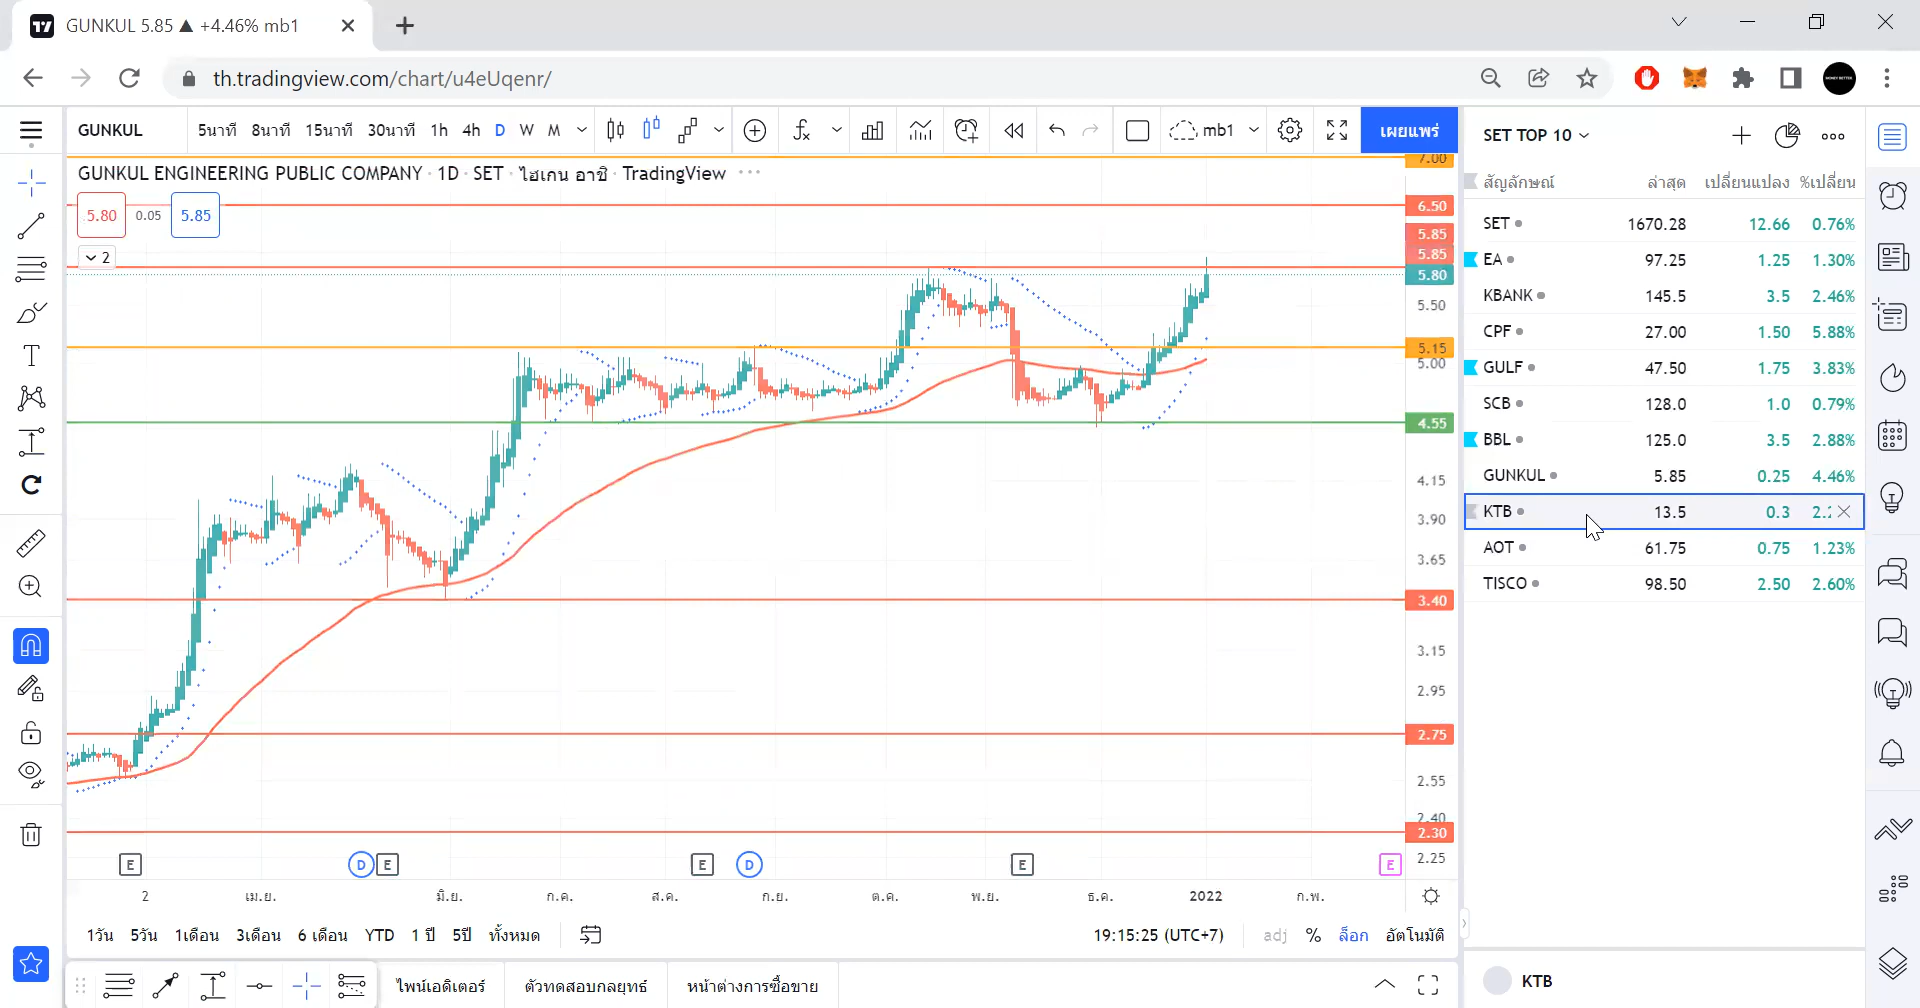 GUNKUL 5.85 ▲ +4.46% mb1
th.tradingview.com/chart/u4eUqenr/
GUNKUL 5นาที 8นาที 15นาที 30นาที 1h 4h D W M mb1 เผยแพร่
GUNKUL ENGINEERING PUBLIC COMPANY · 1D · SET · ไฮเกน อาชิ · TradingView
5.80 0.05 5.85
2
7.00
6.50
5.85
5.85
5.80
5.50
5.15
5.00
4.55
4.15
3.90
3.65
3.40
3.15
2.95
2.75
2.55
2.40
2.30
2.25
E D E E D E E
2 เม.ย. มิ.ย. ก.ค. ส.ค. ก.ย. ต.ค. พ.ย. ธ.ค. 2022 ก.พ.
1วัน 5วัน 1เดือน 3เดือน 6 เดือน YTD 1 ปี 5ปี ทั้งหมด 19:15:25 (UTC+7) adj % ล็อก อัตโนมัติ
ไพน์เอดิเตอร์ ตัวทดสอบกลยุทธ์ หน้าต่างการซื้อขาย
SET TOP 10
สัญลักษณ์ ล่าสุด เปลี่ยนแปลง %เปลี่ยน
SET 1670.28 12.66 0.76%
EA 97.25 1.25 1.30%
KBANK 145.5 3.5 2.46%
CPF 27.00 1.50 5.88%
GULF 47.50 1.75 3.83%
SCB 128.0 1.0 0.79%
BBL 125.0 3.5 2.88%
GUNKUL 5.85 0.25 4.46%
KTB 13.5 0.3
AOT 61.75 0.75 1.23%
TISCO 98.50 2.50 2.60%
KTB